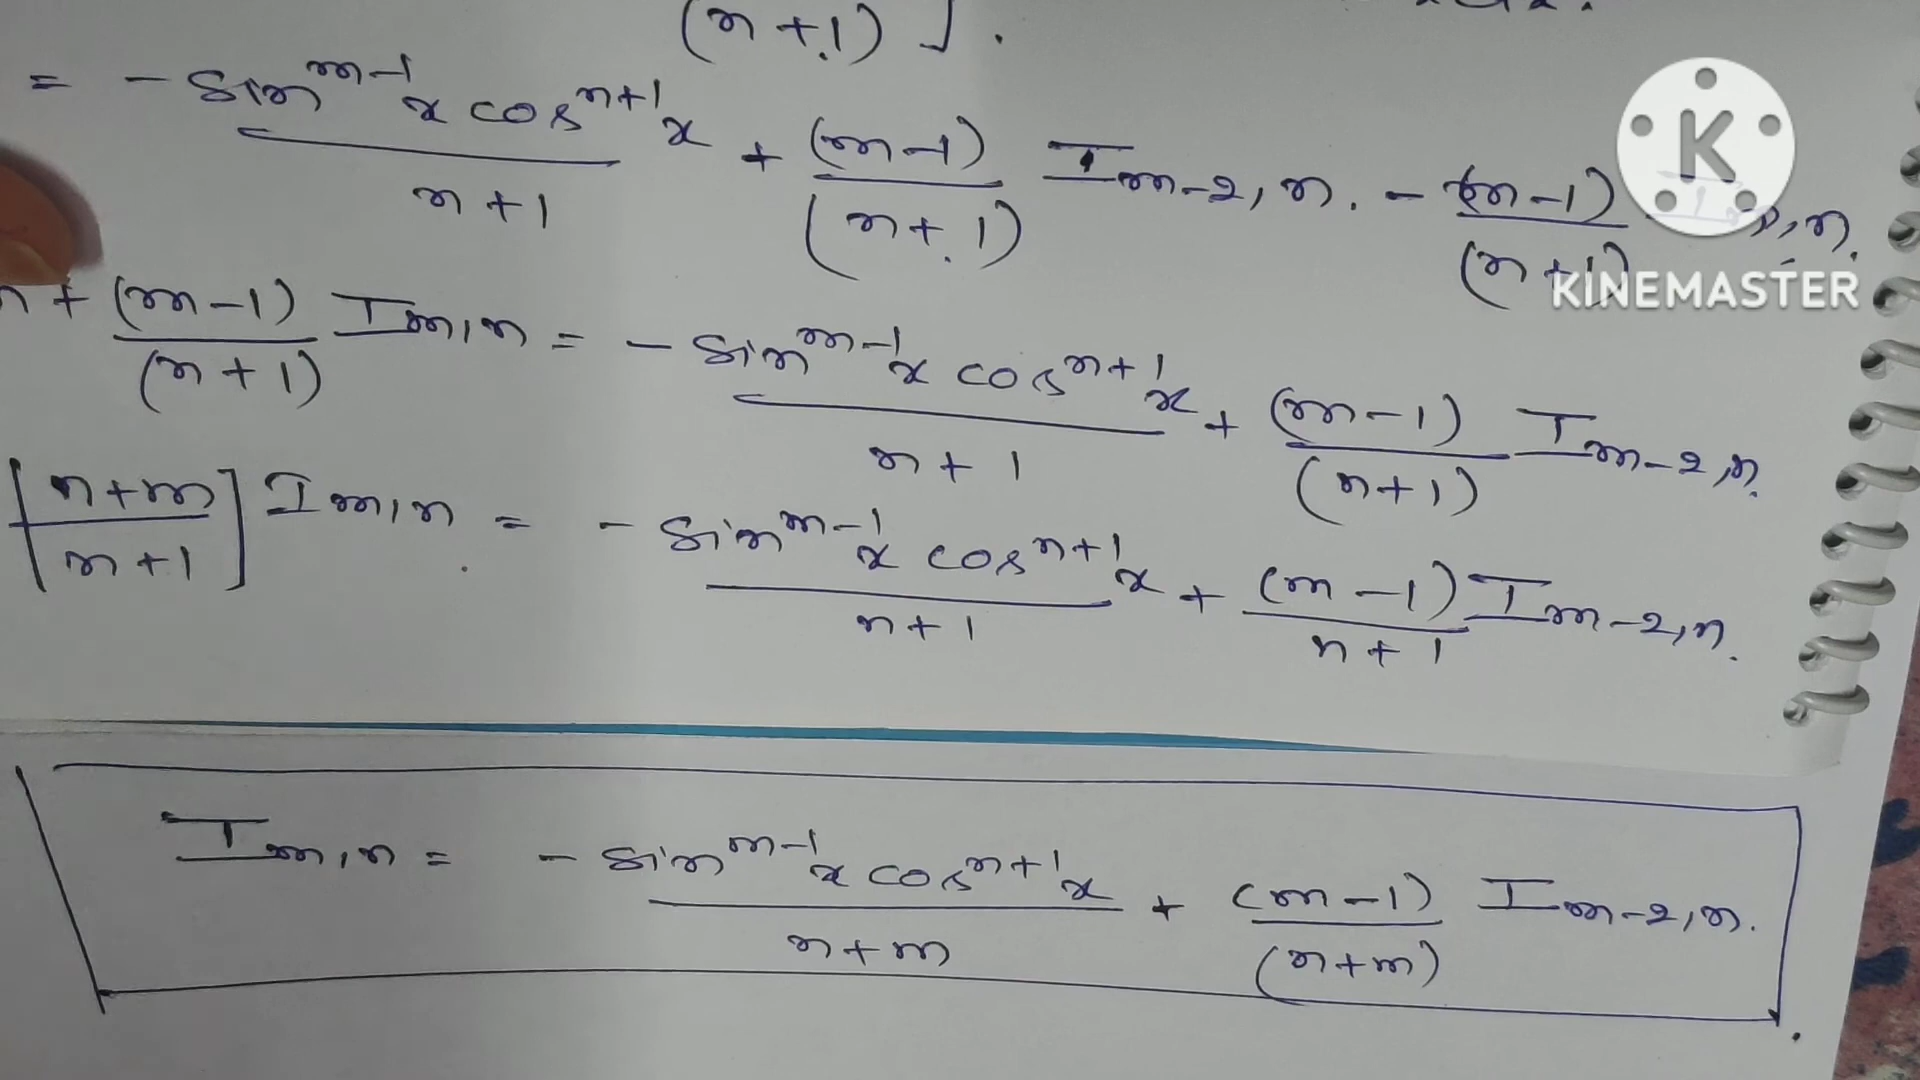 (n+1) ].
= - sin^{m-1} x cos^{n+1} x / n+1 + (m-1)/(n+1) I_{m-2,n}. - (m-1)/(n+1)
K
KINEMASTER
+ (m-1)/(n+1) I_{m,n} = - sin^{m-1} x cos^{n+1} x / n+1 + (m-1)/(n+1) I_{m-2,n}.
[n+m / n+1] I_{m,n} = - sin^{m-1} x cos^{n+1} x / n+1 + (m-1)/n+1 I_{m-2,n}.
I_{m,n} = - sin^{m-1} x cos^{n+1} x / n+m + (m-1)/(n+m) I_{m-2,n}.